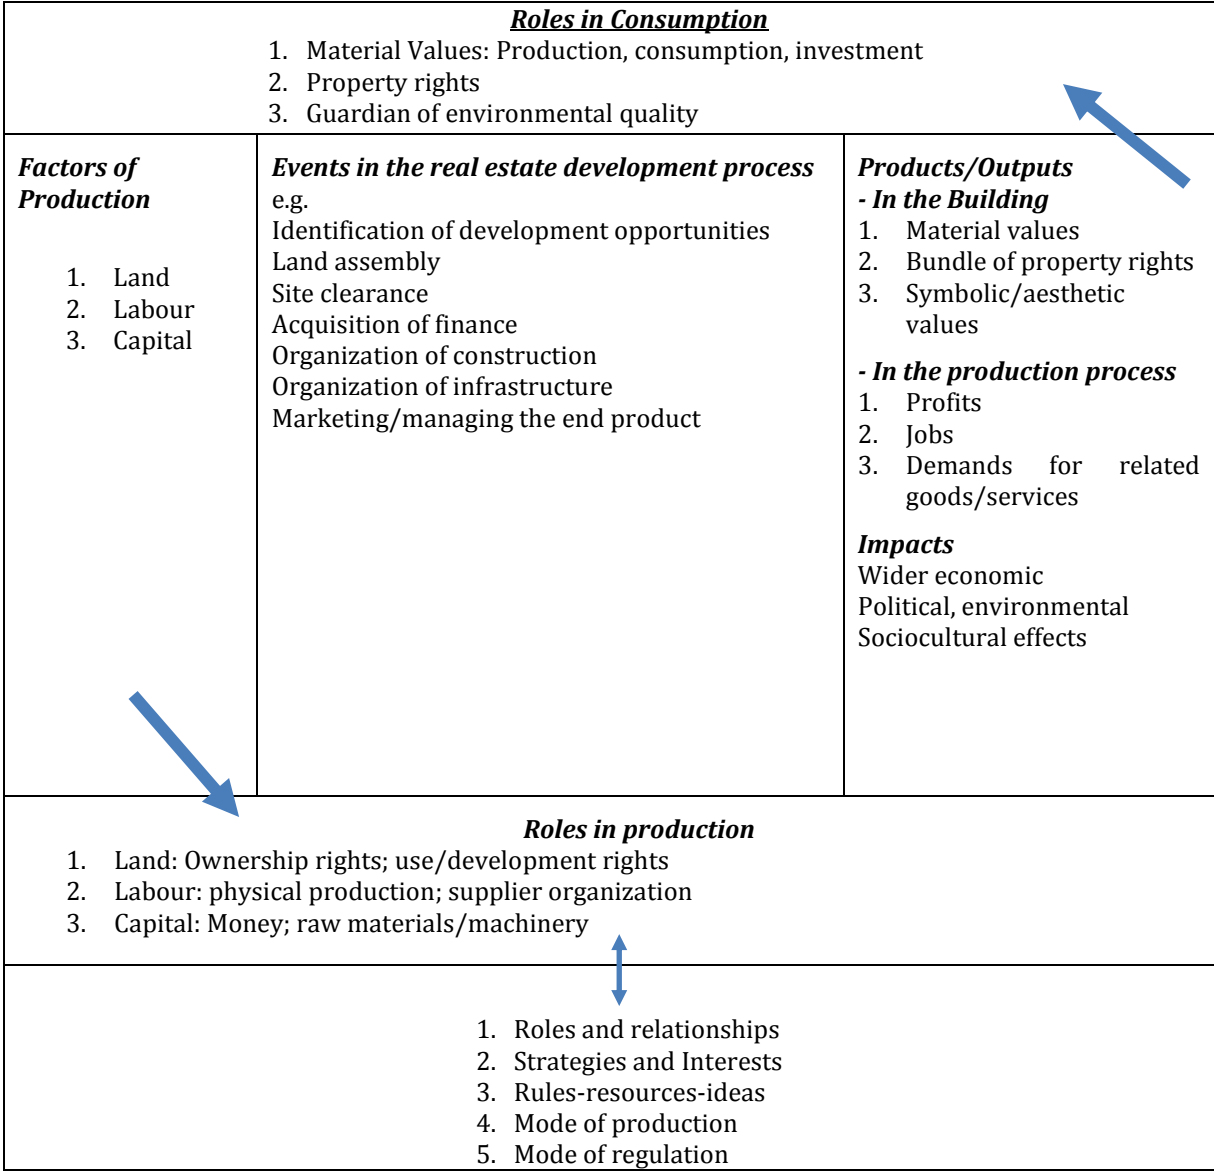 Roles in Consumption
1. Material Values: Production, consumption, investment
2. Property rights
3. Guardian of environmental quality
Factors of
Production
1. Land
2. Labour
3. Capital
Events in the real estate development process
e.g.
Identification of development opportunities
Land assembly
Site clearance
Acquisition of finance
Organization of construction
Organization of infrastructure
Marketing/managing the end product
Products/Outputs
- In the Building
1. Material values
2. Bundle of property rights
3. Symbolic/aesthetic
values
- In the production process
1. Profits
2. Jobs
3. Demands for related
goods/services
Impacts
Wider economic
Political, environmental
Sociocultural effects
Roles in production
1. Land: Ownership rights; use/development rights
2. Labour: physical production; supplier organization
3. Capital: Money; raw materials/machinery
1. Roles and relationships
2. Strategies and Interests
3. Rules-resources-ideas
4. Mode of production
5. Mode of regulation